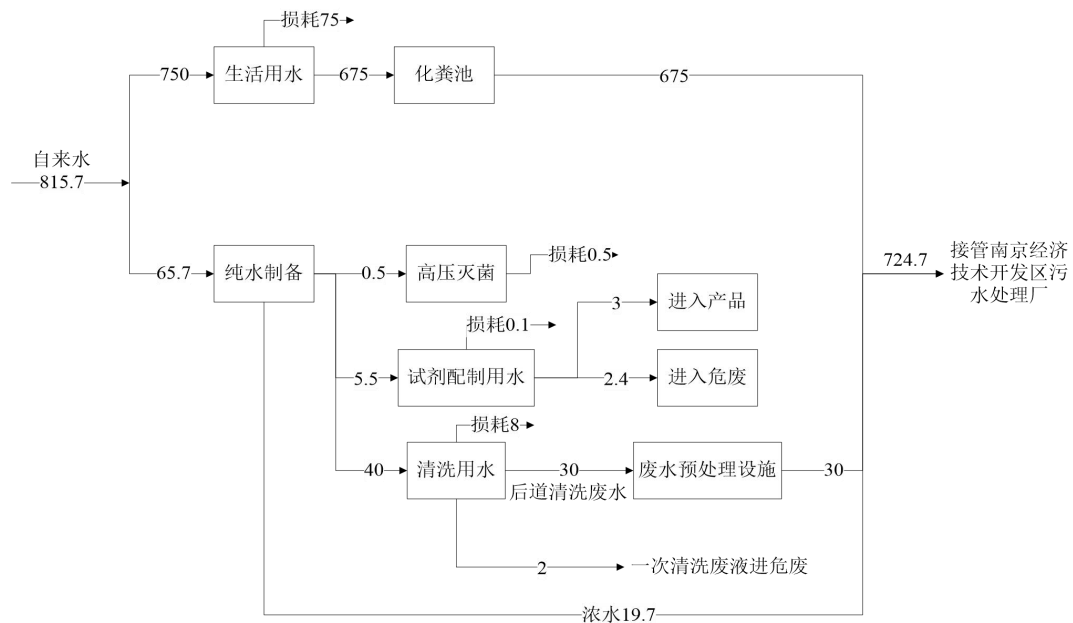 损耗75
750
生活用水
675
化粪池
675
自来水
815.7
65.7
纯水制备
0.5
高压灭菌
损耗0.5
724.7
接管南京经济
技术开发区污
水处理厂
3
进入产品
损耗0.1
5.5
试剂配制用水
2.4
进入危废
损耗8
40
清洗用水
30
后道清洗废水
废水预处理设施
30
2
一次清洗废液进危废
浓水19.7